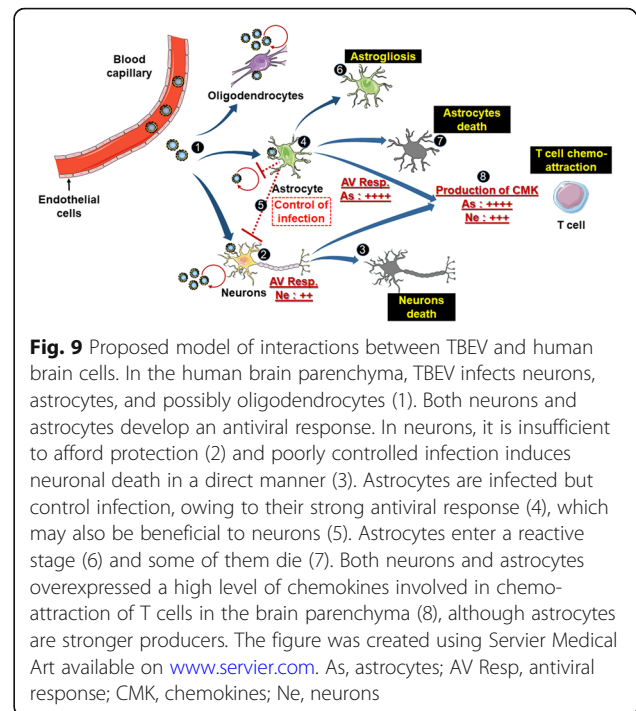 Blood
capillary
Endothelial
cells
1
Oligodendrocytes
6 Astrogliosis
4
Astrocyte
5 Control of
infection
Astrocytes
death
7
AV Resp.
As : ++++
8
Production of CMK
As : ++++
Ne : +++
T cell chemo-
attraction
T cell
2
Neurons
AV Resp.
Ne : ++
3
Neurons
death
Fig. 9 Proposed model of interactions between TBEV and human
brain cells. In the human brain parenchyma, TBEV infects neurons,
astrocytes, and possibly oligodendrocytes (1). Both neurons and
astrocytes develop an antiviral response. In neurons, it is insufficient
to afford protection (2) and poorly controlled infection induces
neuronal death in a direct manner (3). Astrocytes are infected but
control infection, owing to their strong antiviral response (4), which
may also be beneficial to neurons (5). Astrocytes enter a reactive
stage (6) and some of them die (7). Both neurons and astrocytes
overexpressed a high level of chemokines involved in chemo-
attraction of T cells in the brain parenchyma (8), although astrocytes
are stronger producers. The figure was created using Servier Medical
Art available on www.servier.com. As, astrocytes; AV Resp, antiviral
response; CMK, chemokines; Ne, neurons